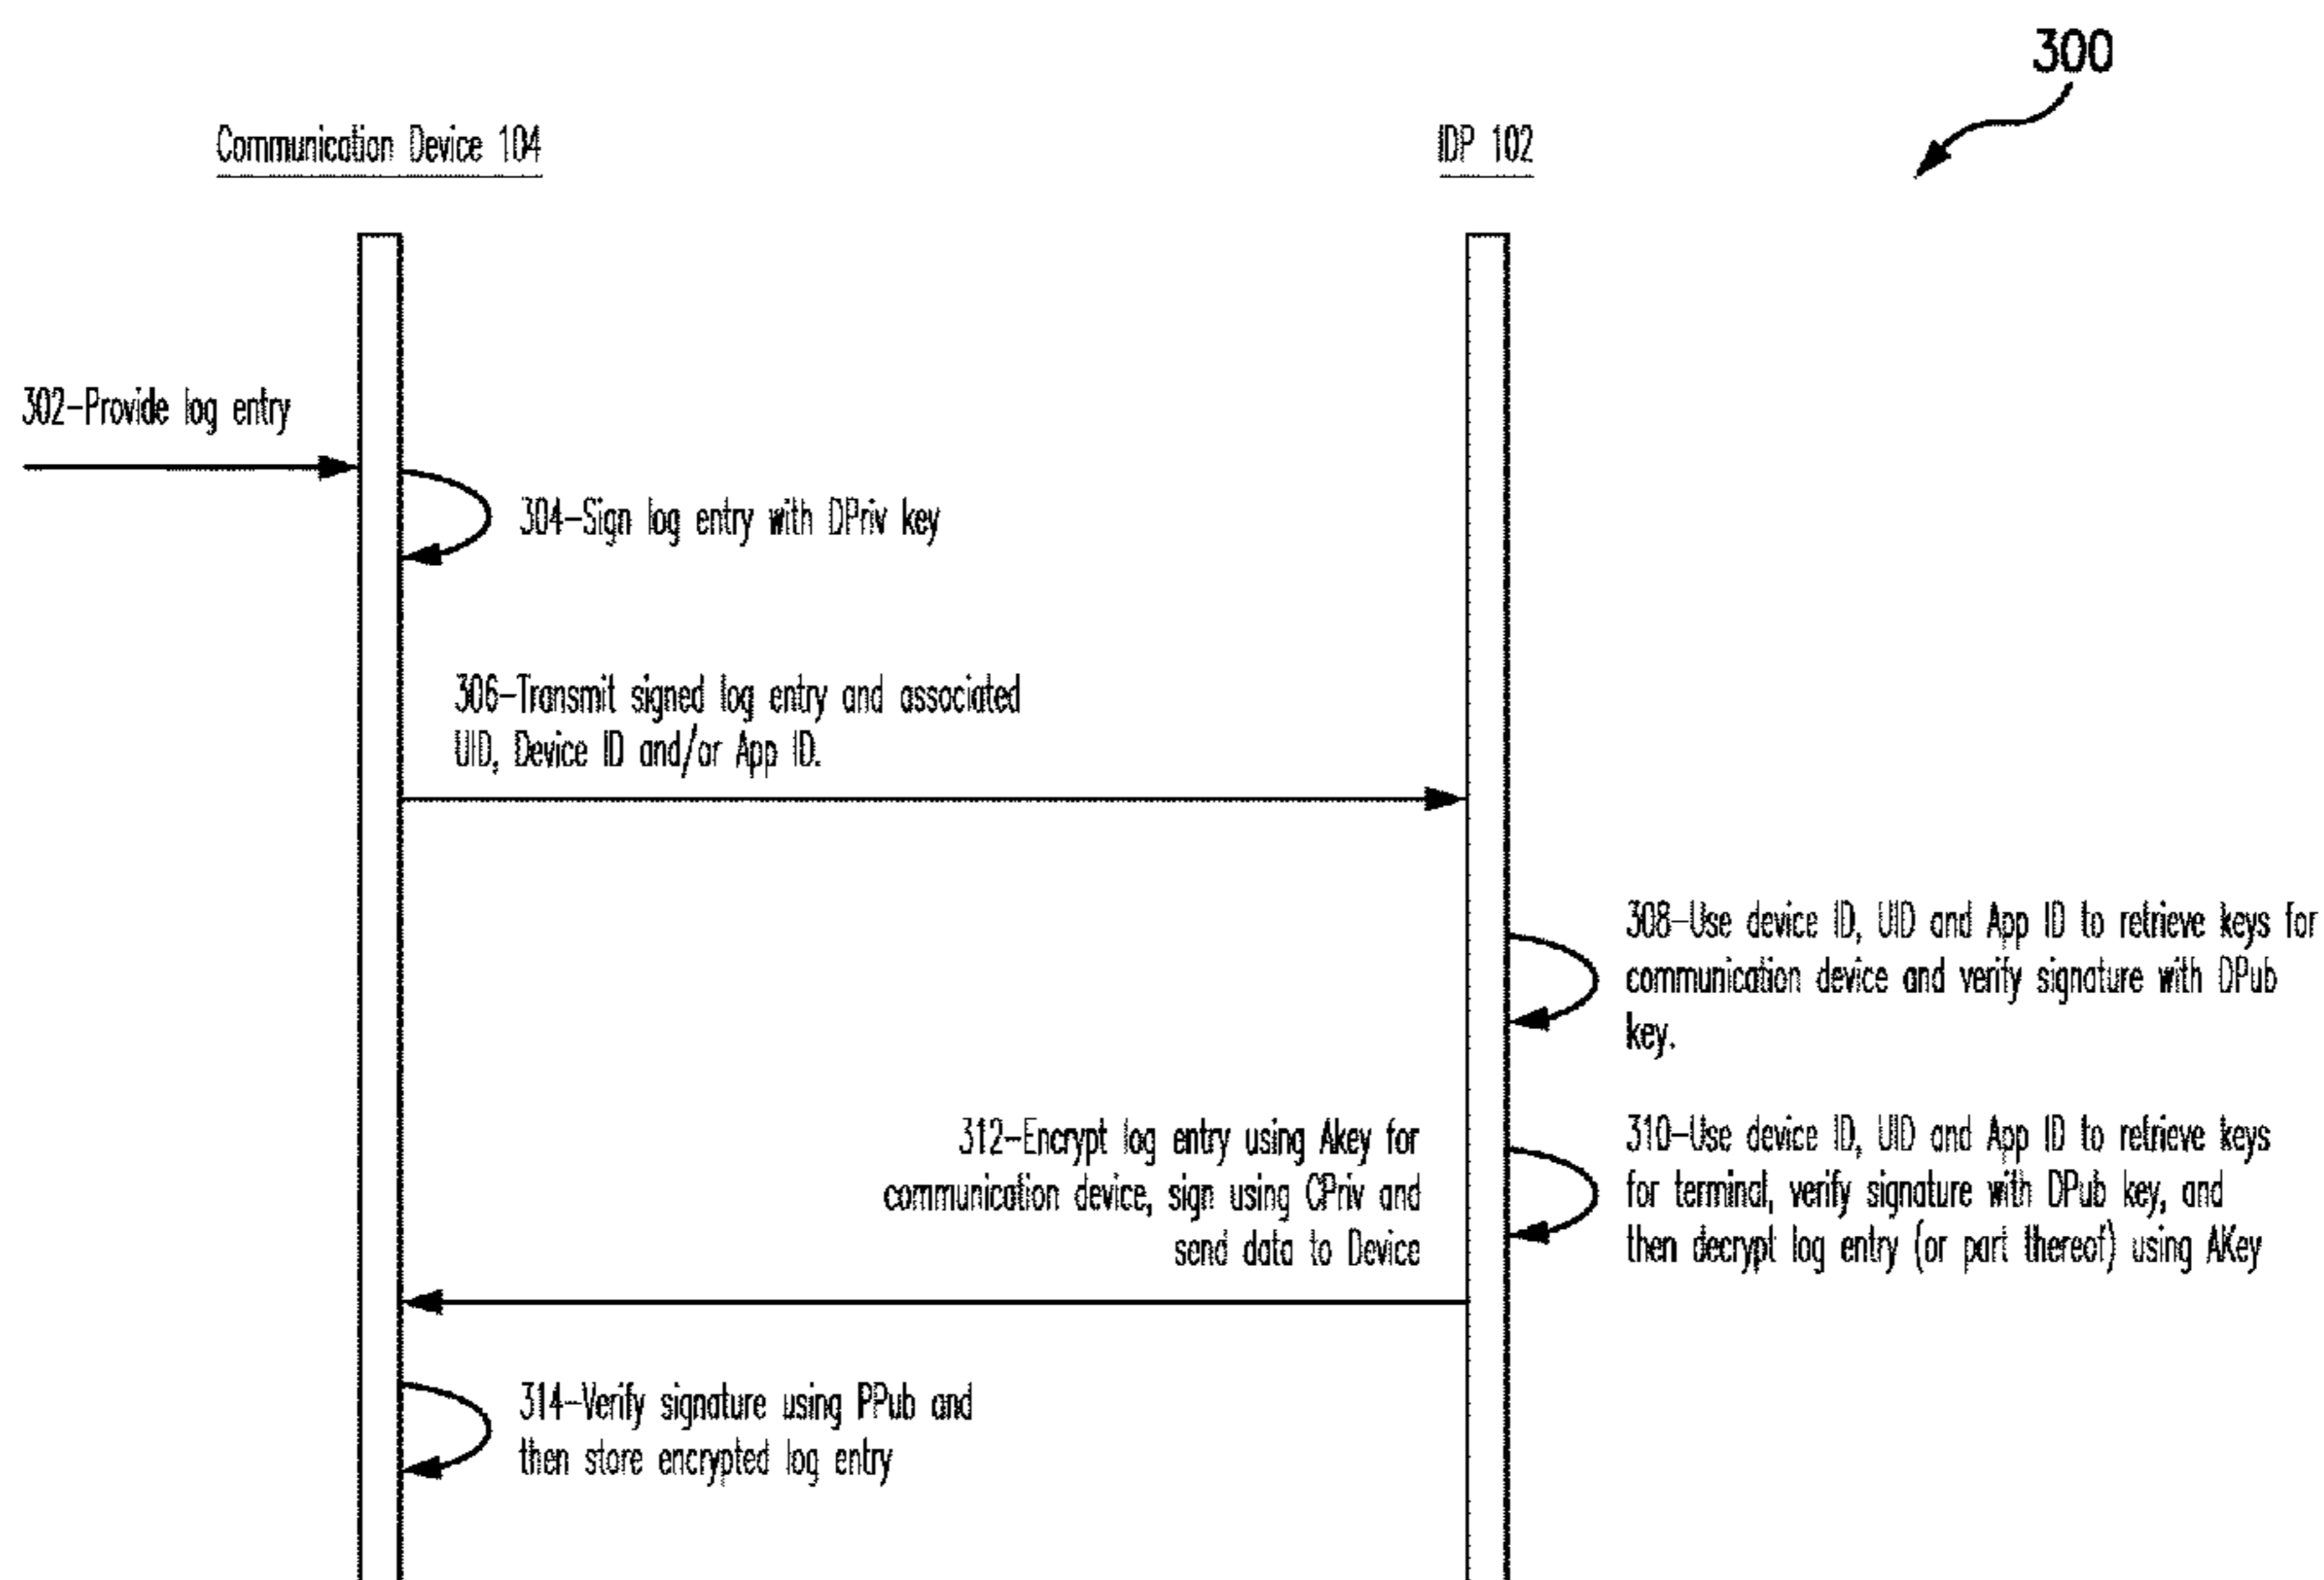 300
Communication Device 104
IDP 102
302-Provide log entry
304-Sign log entry with DPriv key
306-Transmit signed log entry and associated
UID, Device ID and/or App ID.
308-Use device ID, UID and App ID to retrieve keys for
communication device and verify signature with DPub
key.
310-Use device ID, UID and App ID to retrieve keys
for terminal, verify signature with DPub key, and
then decrypt log entry (or part thereof) using AKey
312-Encrypt log entry using Akey for
communication device, sign using CPriv and
send data to Device
314-Verify signature using PPub and
then store encrypted log entry